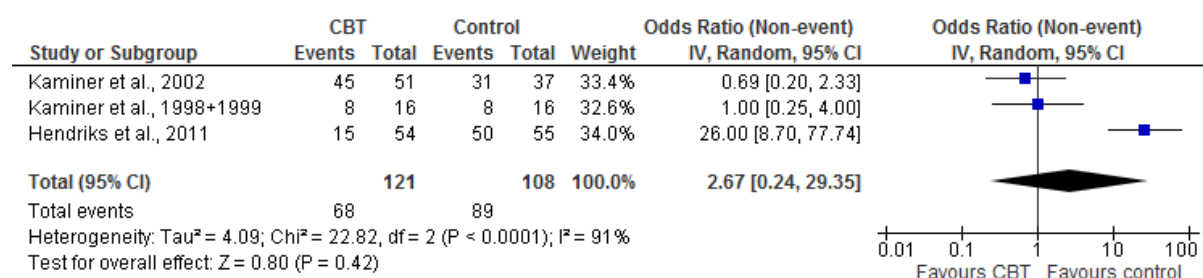 CBT Control Odds Ratio (Non-event) Odds Ratio (Non-event)
Study or Subgroup Events Total Events Total Weight IV, Random, 95% CI IV, Random, 95% CI
Kaminer et al., 2002 45 51 31 37 33.4% 0.69 [0.20, 2.33]
Kaminer et al., 1998+1999 8 16 8 16 32.6% 1.00 [0.25, 4.00]
Hendriks et al., 2011 15 54 50 55 34.0% 26.00 [8.70, 77.74]
Total (95% CI) 121 108 100.0% 2.67 [0.24, 29.35]
Total events 68 89
Heterogeneity: Tau² = 4.09; Chi² = 22.82, df = 2 (P < 0.0001); I² = 91%
Test for overall effect: Z = 0.80 (P = 0.42)
0.01 0.1 1 10 100
Favours CBT Favours control